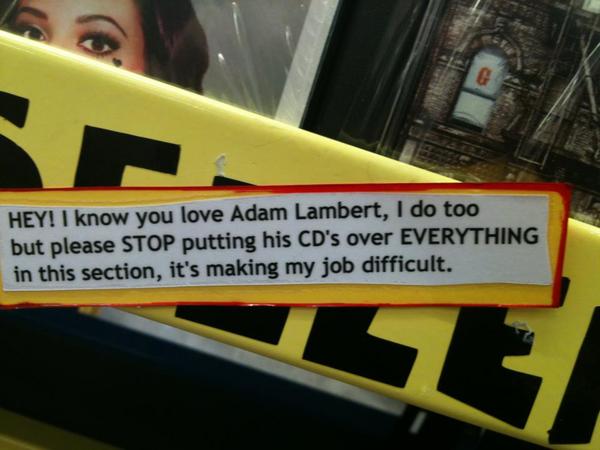 G
HEY! I know you love Adam Lambert, I do too
but please STOP putting his CD's over EVERYTHING
in this section, it's making my job difficult.